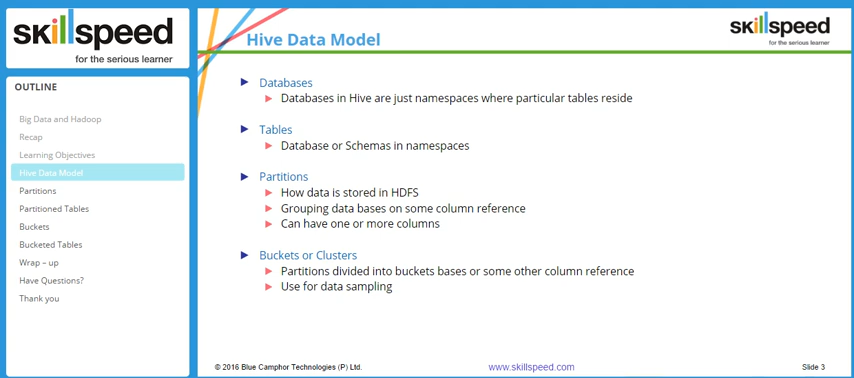 skillspeed
for the serious learner
OUTLINE
Big Data and Hadoop
Recap
Learning Objectives
Hive Data Model
Partitions
Partitioned Tables
Buckets
Bucketed Tables
Wrap – up
Have Questions?
Thank you
Hive Data Model
skillspeed
for the serious learner
Databases
Databases in Hive are just namespaces where particular tables reside
Tables
Database or Schemas in namespaces
Partitions
How data is stored in HDFS
Grouping data bases on some column reference
Can have one or more columns
Buckets or Clusters
Partitions divided into buckets bases or some other column reference
Use for data sampling
© 2016 Blue Camphor Technologies (P) Ltd.
www.skillspeed.com
Slide 3